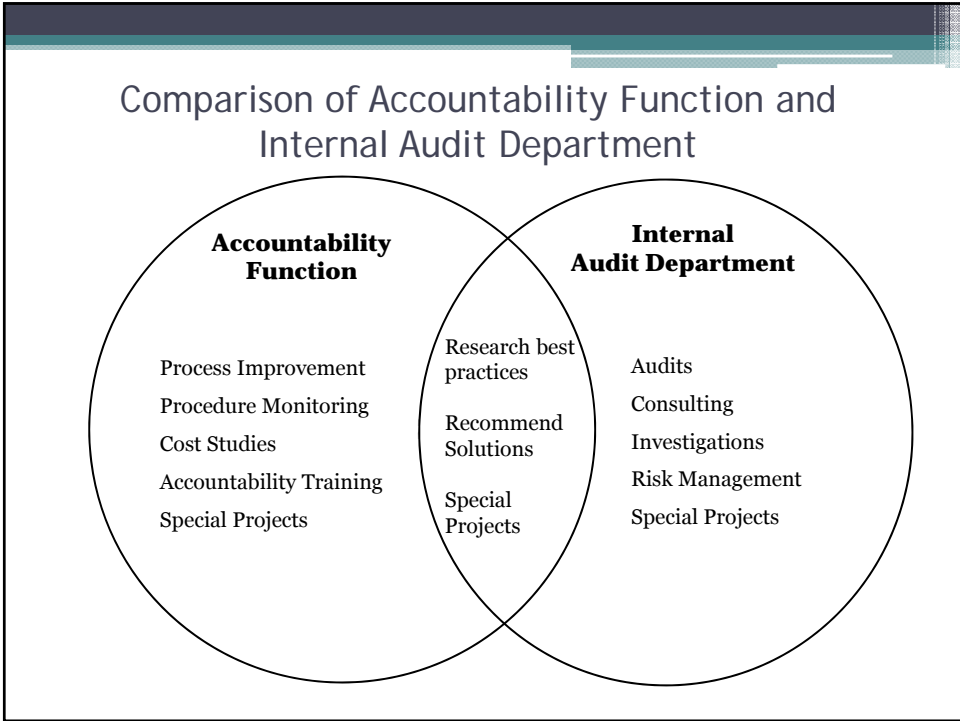 Comparison of Accountability Function and
Internal Audit Department
Accountability
Function
Process Improvement
Procedure Monitoring
Cost Studies
Accountability Training
Special Projects
Research best
practices
Recommend
Solutions
Special
Projects
Internal
Audit Department
Audits
Consulting
Investigations
Risk Management
Special Projects